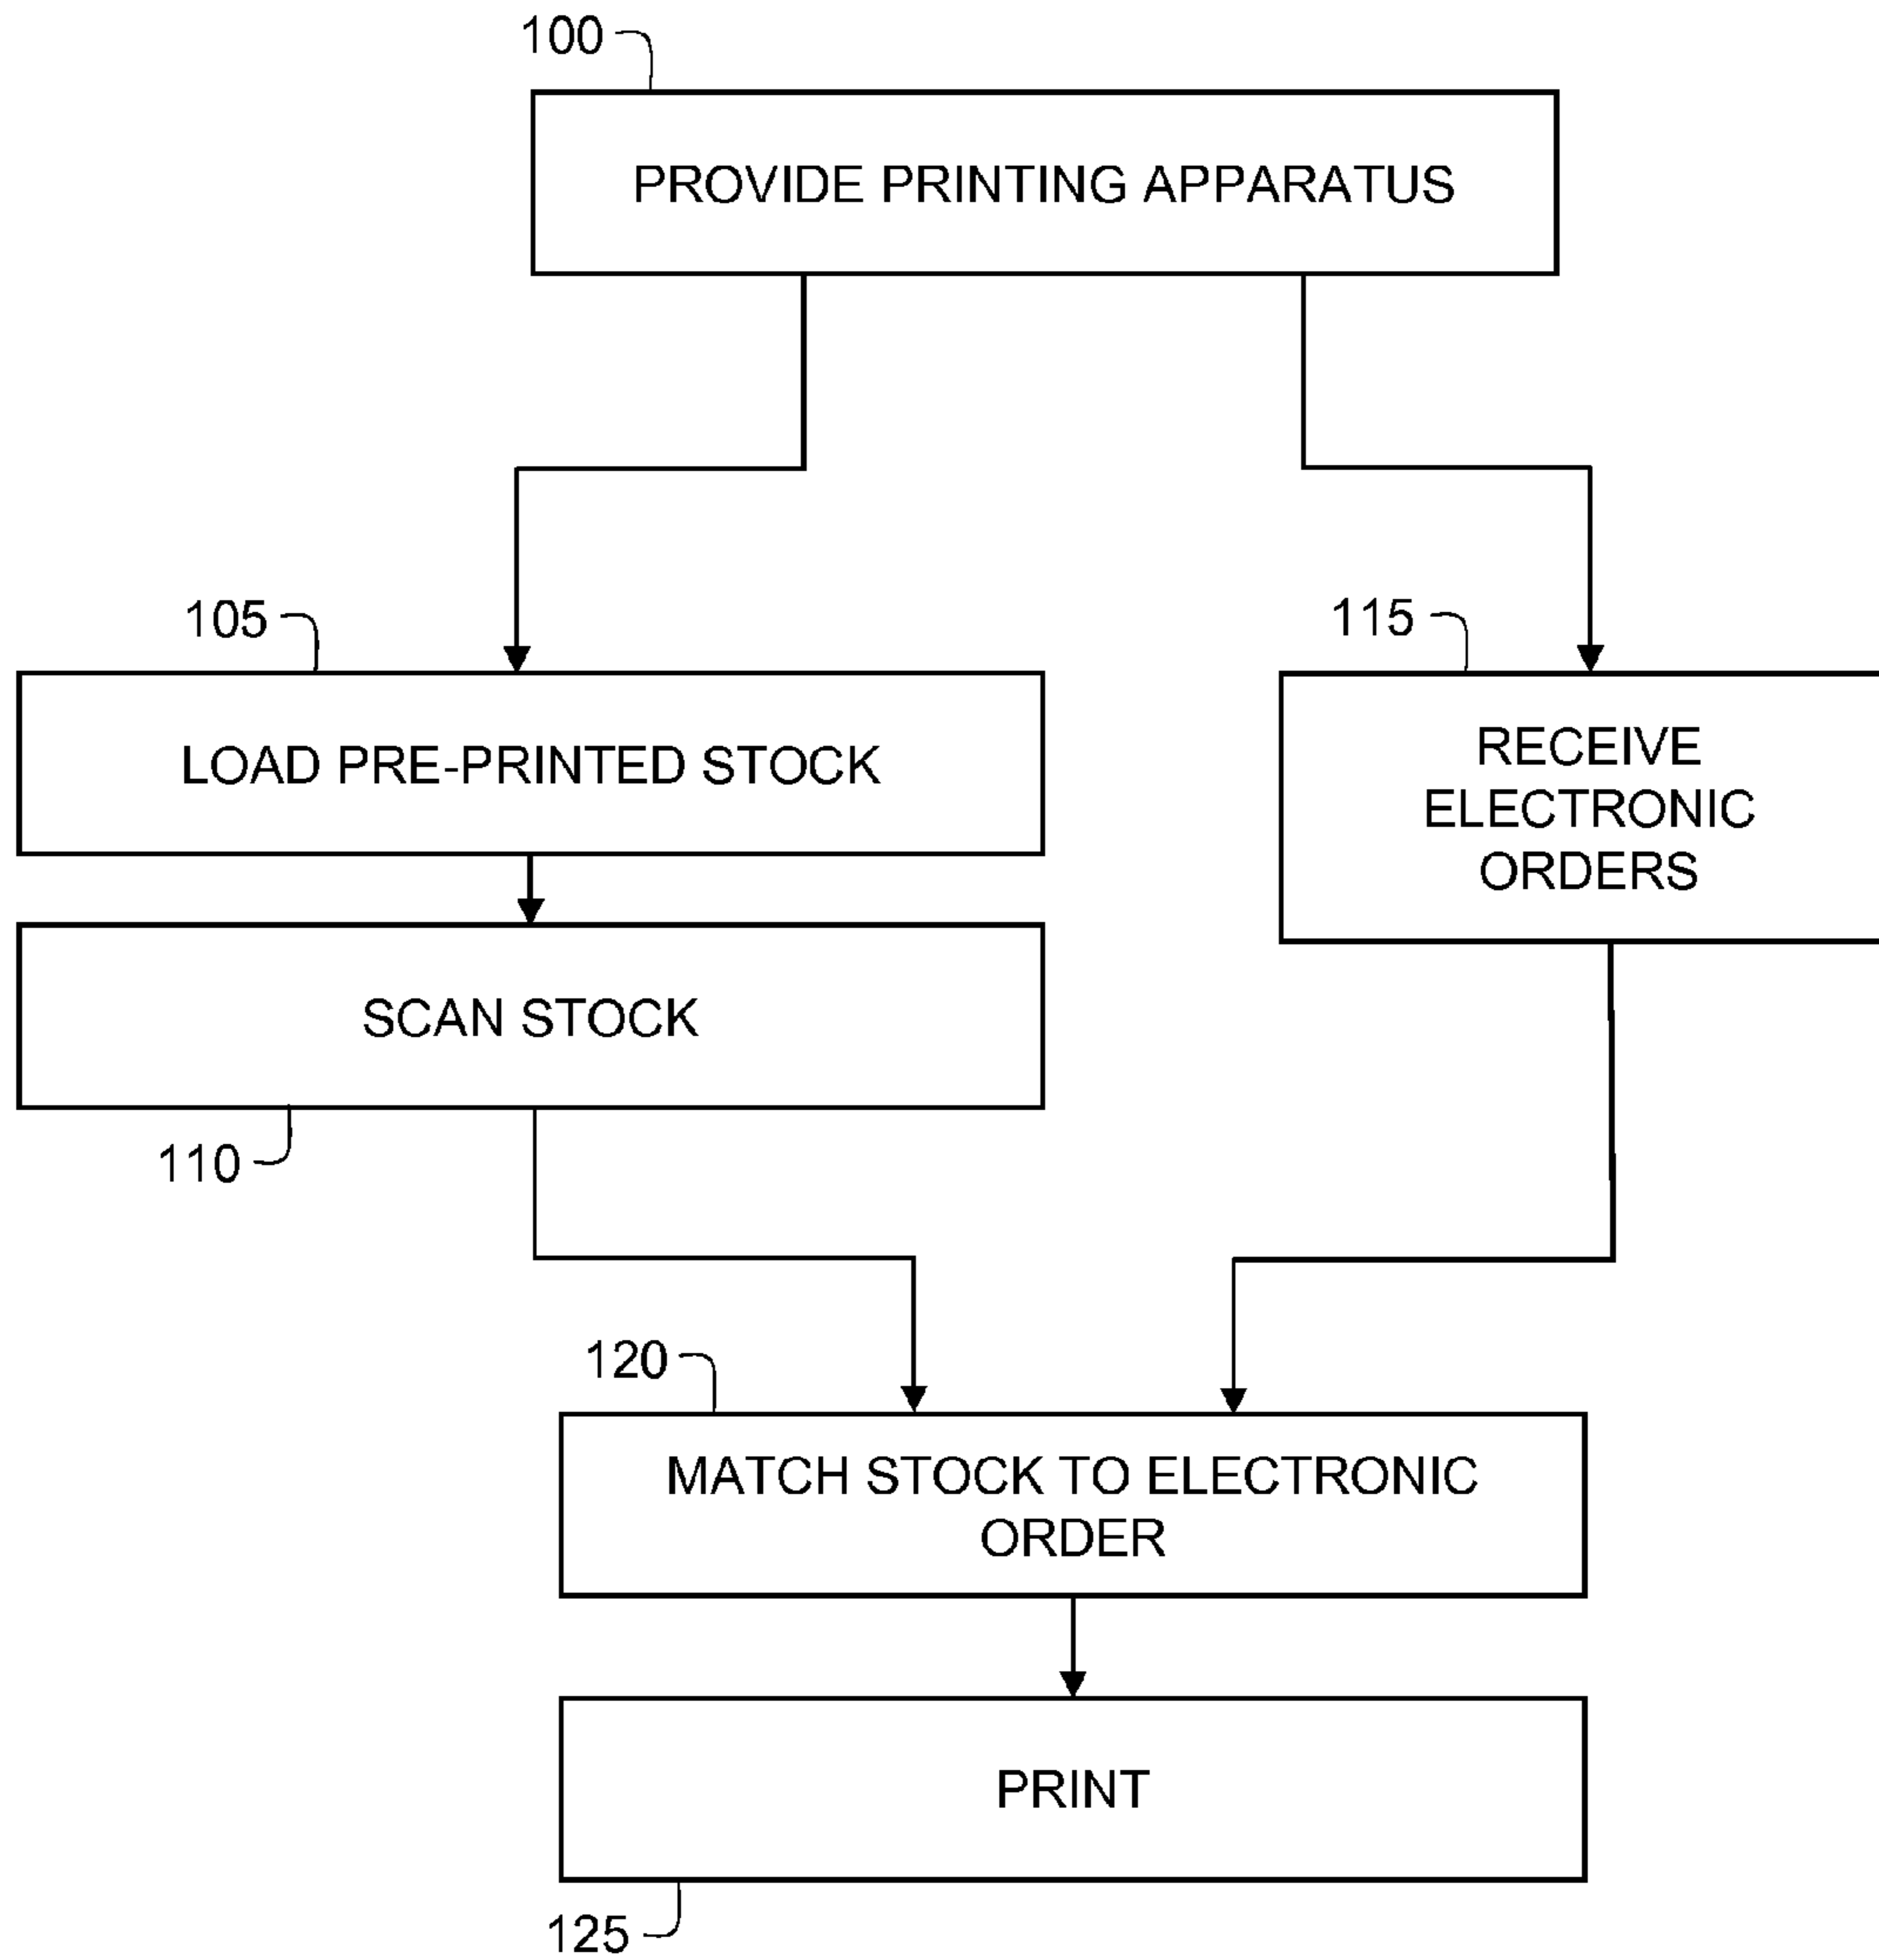 100
PROVIDE PRINTING APPARATUS
105
LOAD PRE-PRINTED STOCK
SCAN STOCK
110
115
RECEIVE
ELECTRONIC
ORDERS
120
MATCH STOCK TO ELECTRONIC
ORDER
PRINT
125